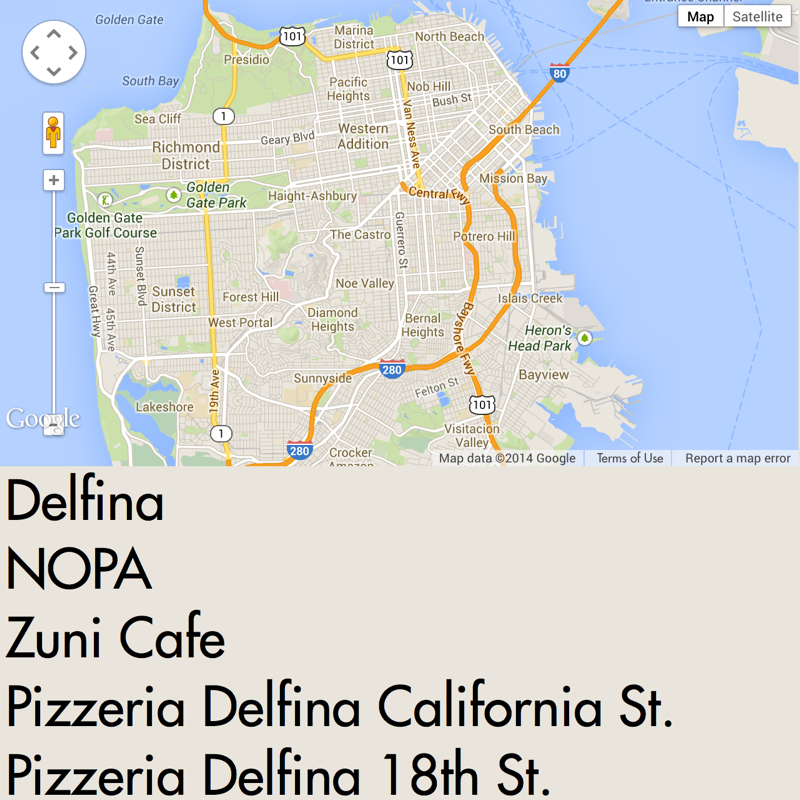 Golden Gate
Entrance Channel
Map
Satellite
101
Marina
District
North Beach
Presidio
101
80
South Bay
Pacific
Heights
Nob Hill
Bush St
1
Sea Cliff
Van Ness Ave
Geary Blvd
Western
Addition
South Beach
Richmond
District
Mission Bay
Golden
Gate Park
Haight-Ashbury
Central Fwy
Golden Gate
Park Golf Course
Guerrero St
The Castro
Potrero Hill
44th Ave
Sunset Blvd
Noe Valley
Great Hwy
45th Ave
Sunset
District
Forest Hill
Islais Creek
West Portal
Diamond
Heights
Bernal
Heights
Bayshore Fwy
Heron's
Head Park
280
Sunnyside
Felton St
Bayview
19th Ave
Lakeshore
101
Google
1
Visitacion
Valley
280
Crocker
Amazon
Map data ©2014 Google
Terms of Use
Report a map error
Delfina
NOPA
Zuni Cafe
Pizzeria Delfina California St.
Pizzeria Delfina 18th St.